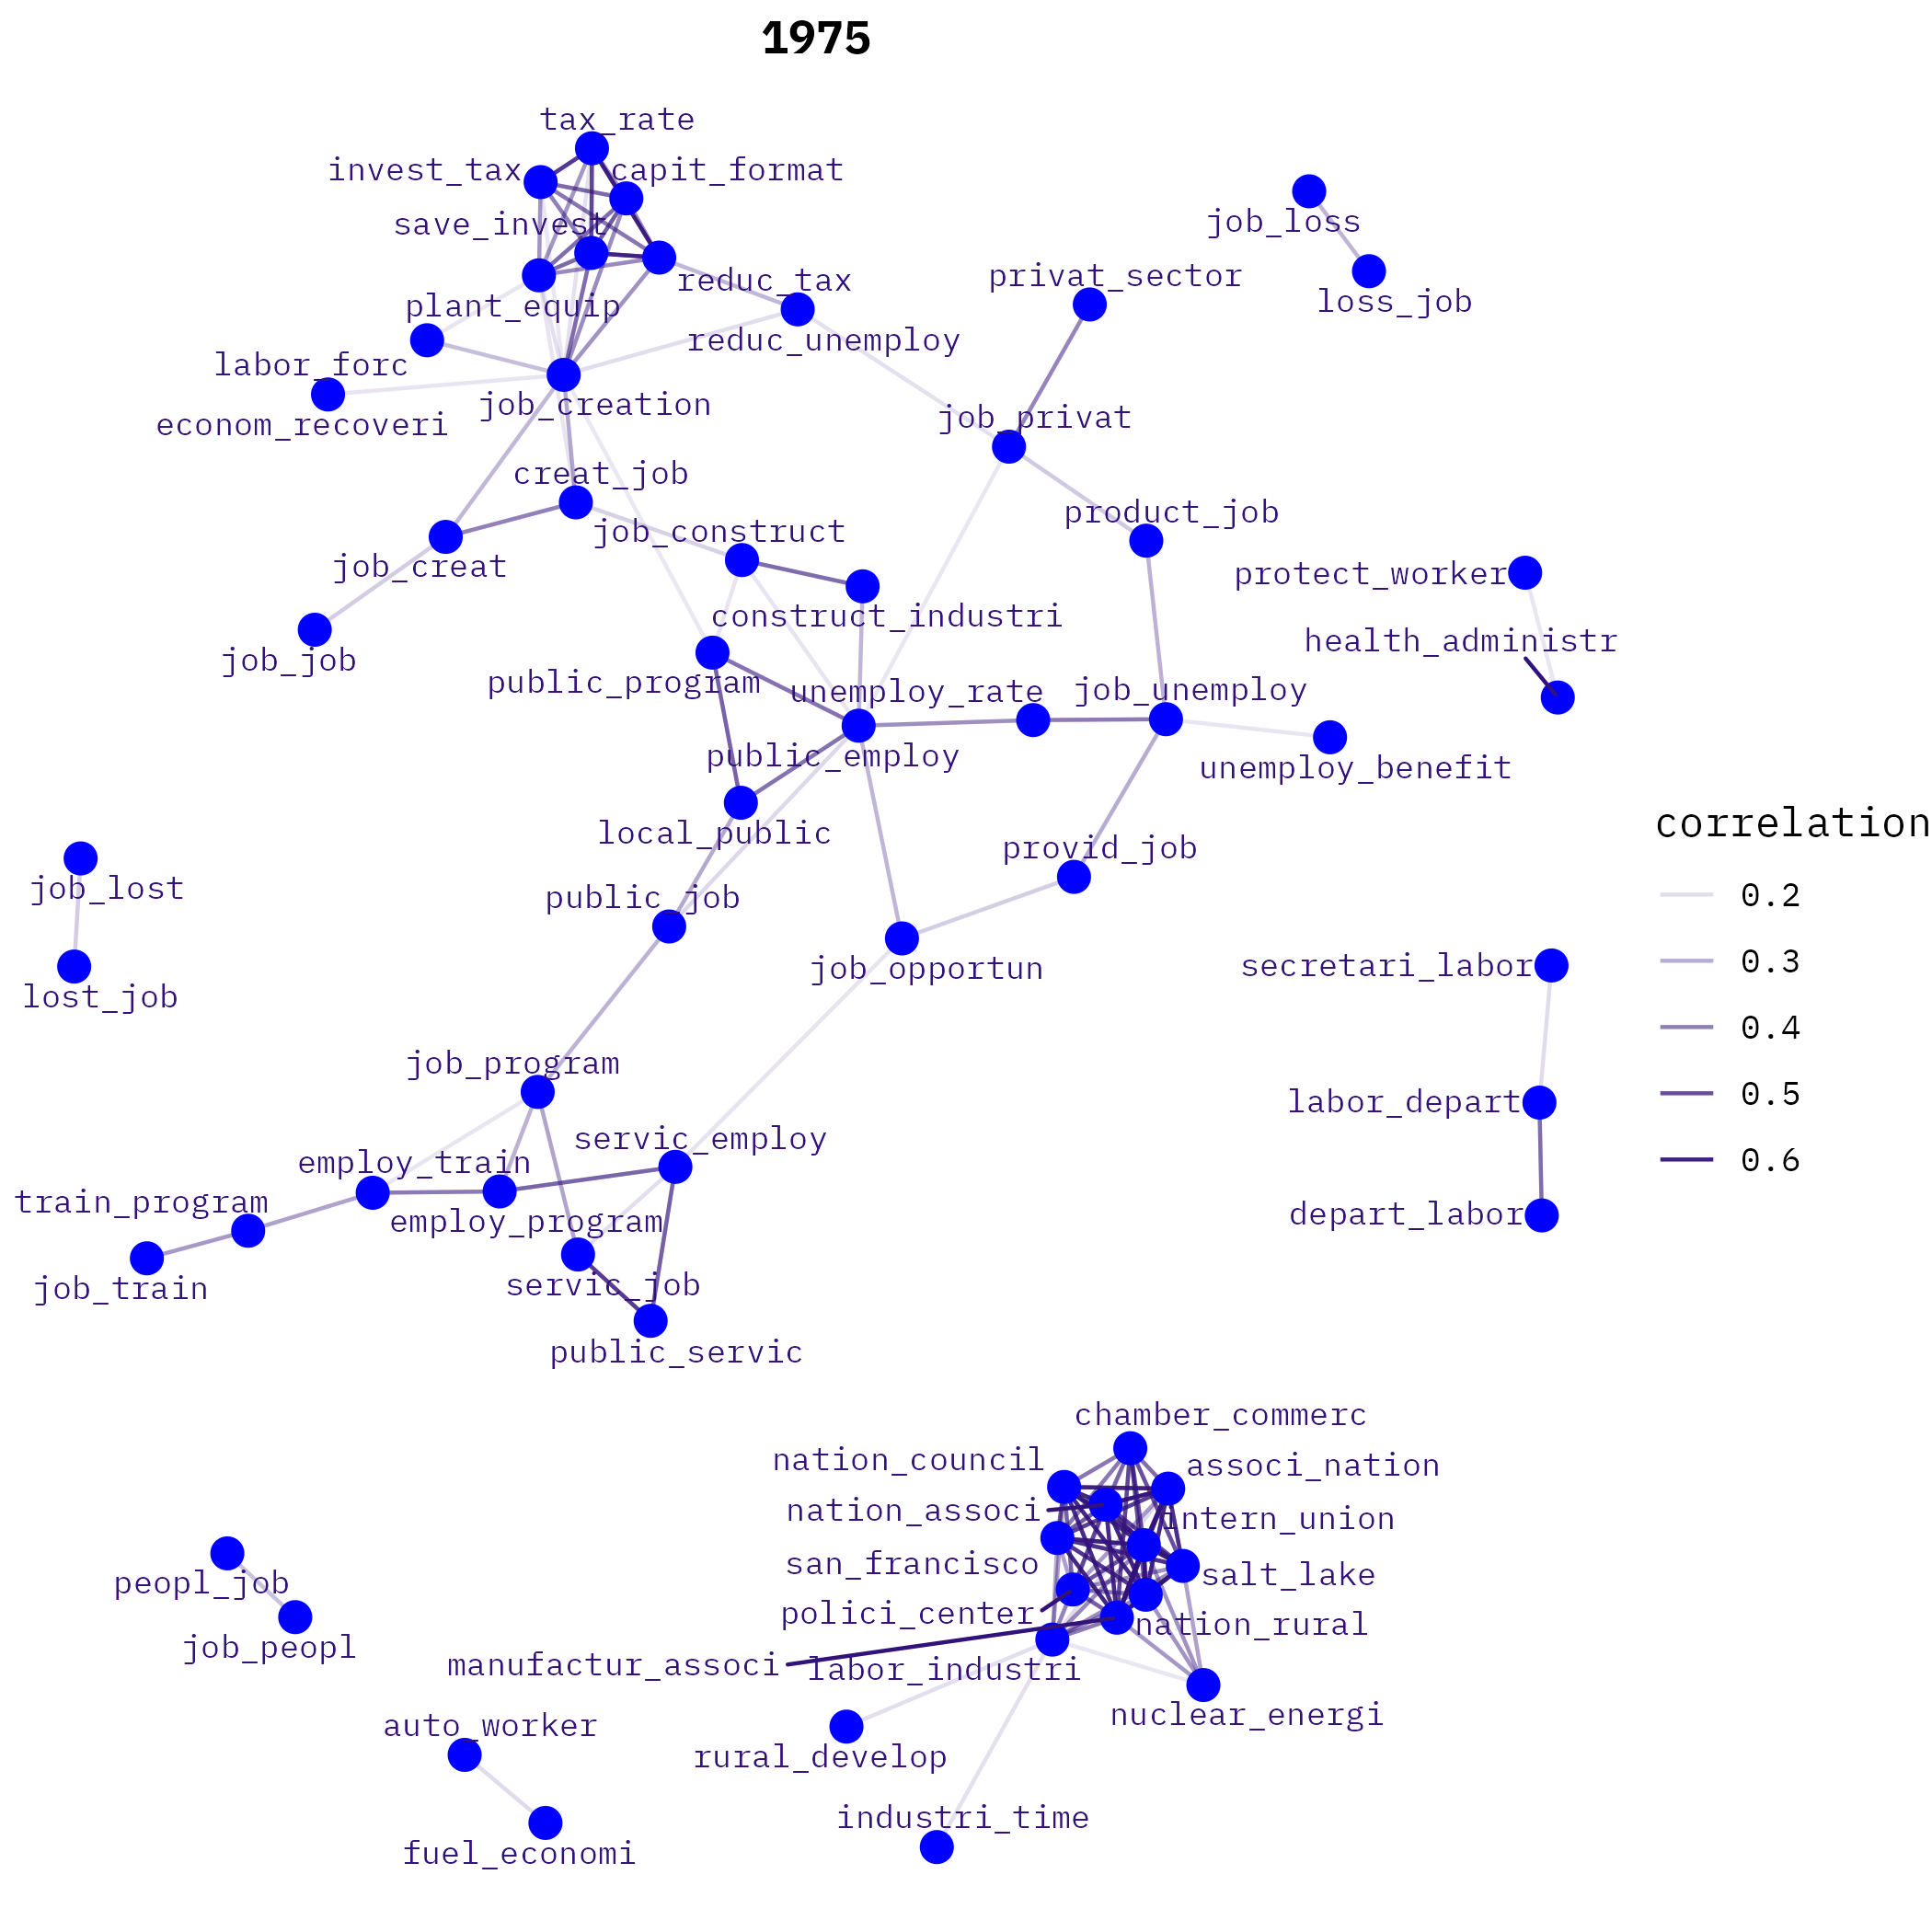 1975
tax_rate
invest_tax
capit_format
save_invest
job_loss
reduc_tax
privat_sector
plant_equip
loss_job
reduc_unemploy
labor_forc
job_creation
econom_recoveri
job_privat
creat_job
job_construct
product_job
job_creat
protect_worker
construct_industri
health_administr
job_job
public_program
unemploy_rate
job_unemploy
public_employ
unemploy_benefit
correlation
local_public
provid_job
job_lost
0.2
public_job
0.3
lost_job
job_opportun
secretari_labor
0.4
job_program
0.5
labor_depart
servic_employ
0.6
employ_train
train_program
employ_program
depart_labor
job_train
servic_job
public_servic
chamber_commerc
nation_council
associ_nation
nation_associ
intern_union
san_francisco
salt_lake
peopl_job
polici_center
nation_rural
job_peopl
manufactur_associ
labor_industri
nuclear_energi
auto_worker
rural_develop
industri_time
fuel_economi